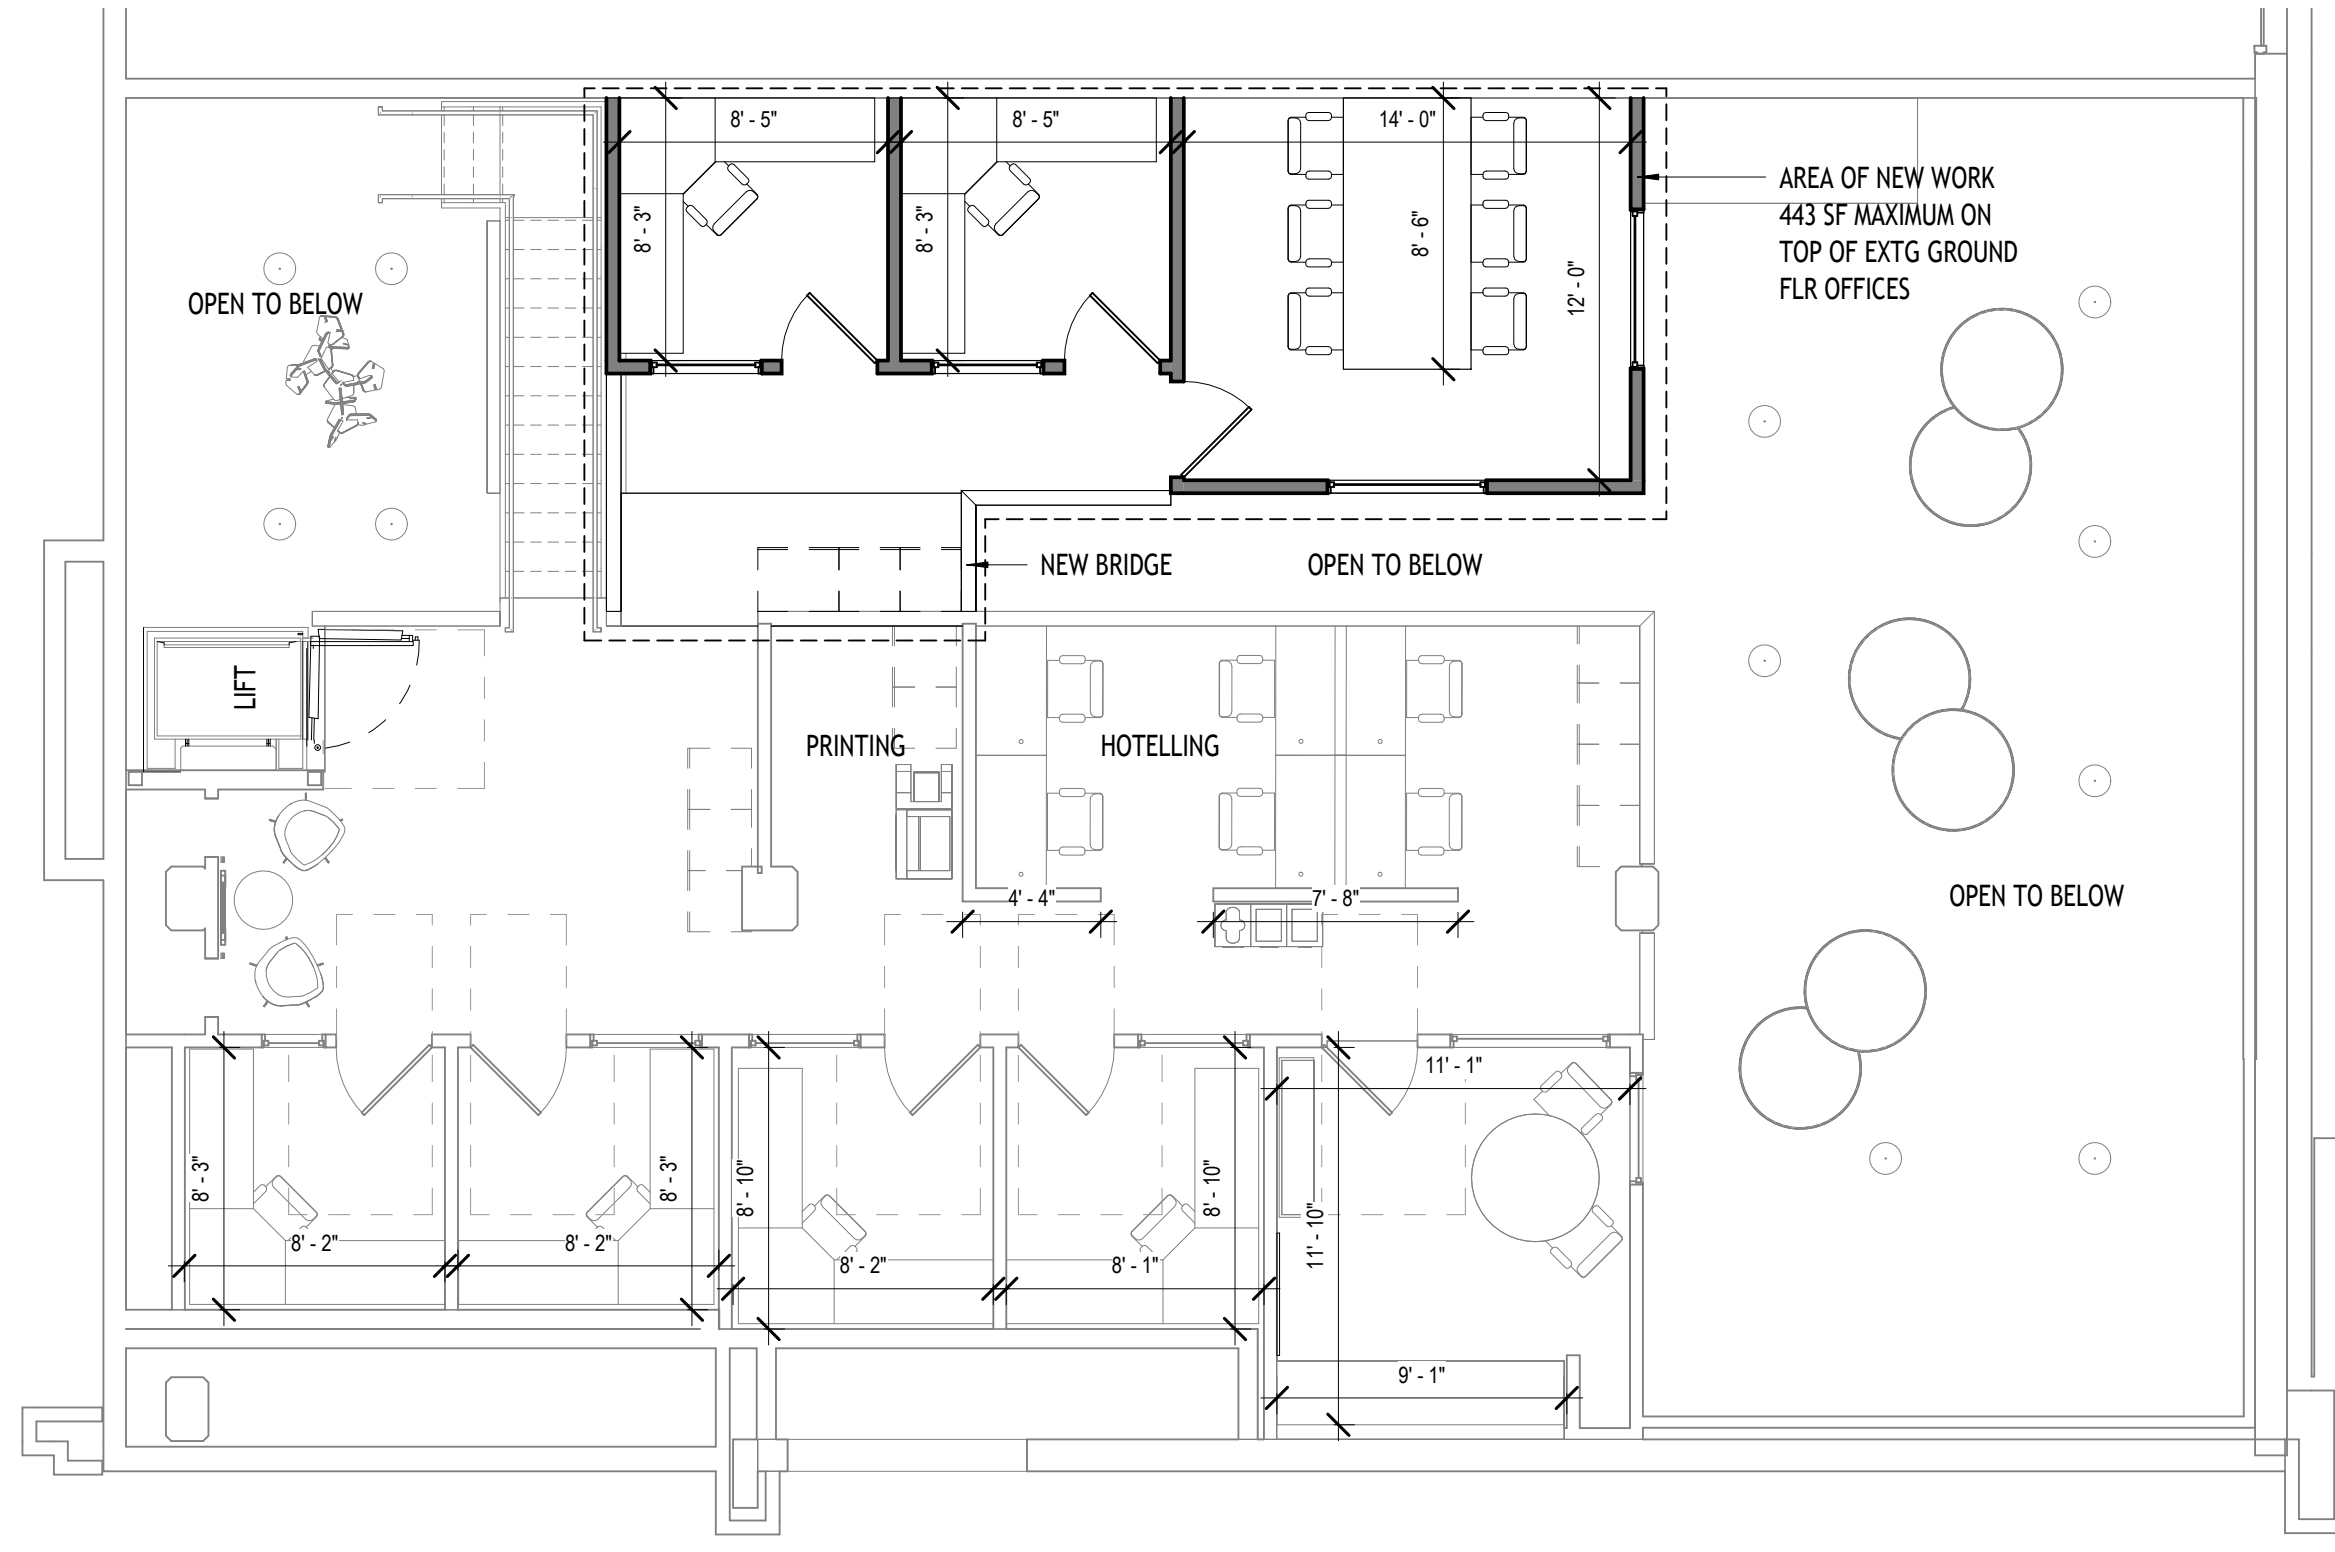 8' - 5"
8' - 5"
14' - 0"
AREA OF NEW WORK
443 SF MAXIMUM ON
TOP OF EXTG GROUND
FLR OFFICES
8' - 3"
8' - 3"
8' - 6"
12' - 0"
OPEN TO BELOW
NEW BRIDGE
OPEN TO BELOW
LIFT
PRINTING
HOTELLING
4' - 4"
7' - 8"
OPEN TO BELOW
11' - 1"
8' - 3"
8' - 3"
8' - 10"
8' - 10"
11' - 10"
8' - 2"
8' - 2"
8' - 2"
8' - 1"
9' - 1"